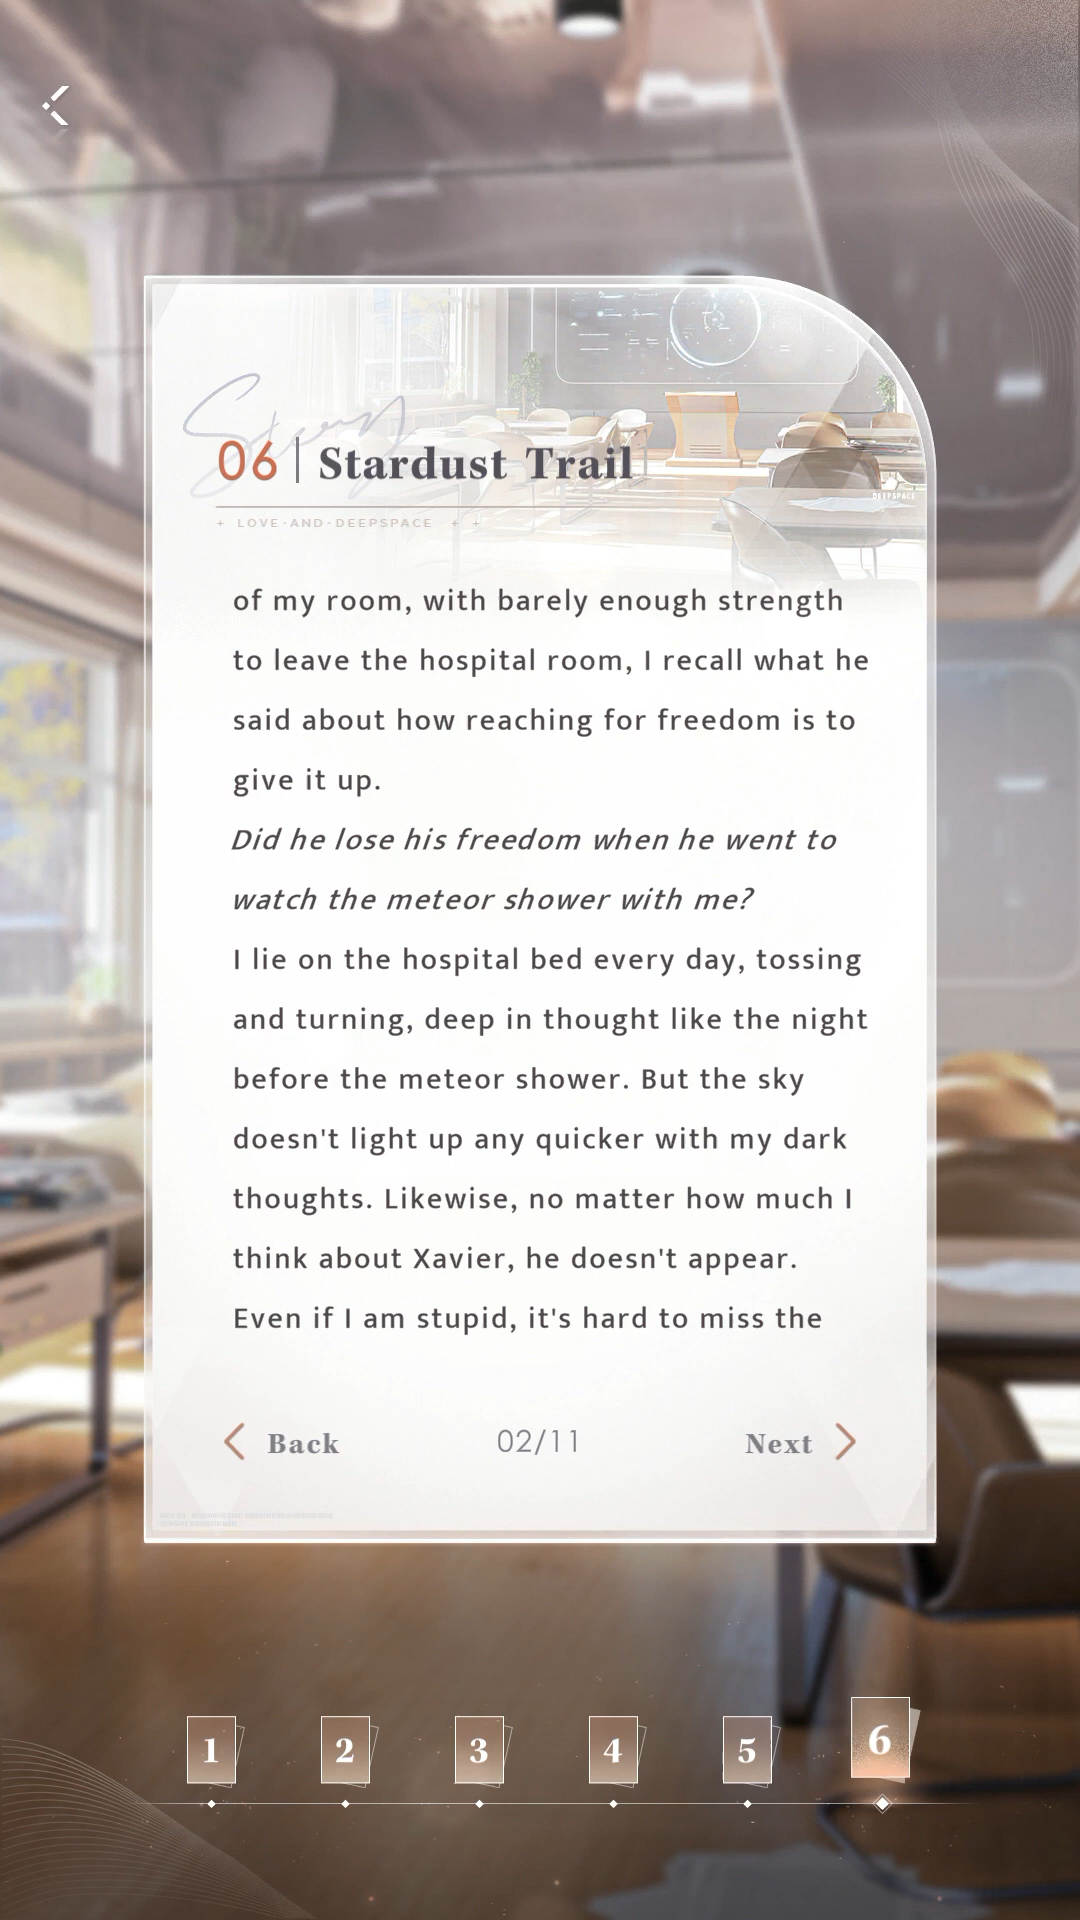 Story
06 | Stardust Trail
+ LOVE·AND·DEEPSPACE + +
DEEPSPACE
of my room, with barely enough strength
to leave the hospital room, I recall what he
said about how reaching for freedom is to
give it up.
Did he lose his freedom when he went to
watch the meteor shower with me?
I lie on the hospital bed every day, tossing
and turning, deep in thought like the night
before the meteor shower. But the sky
doesn't light up any quicker with my dark
thoughts. Likewise, no matter how much I
think about Xavier, he doesn't appear.
Even if I am stupid, it's hard to miss the
Back 02/11 Next
1 2 3 4 5 6